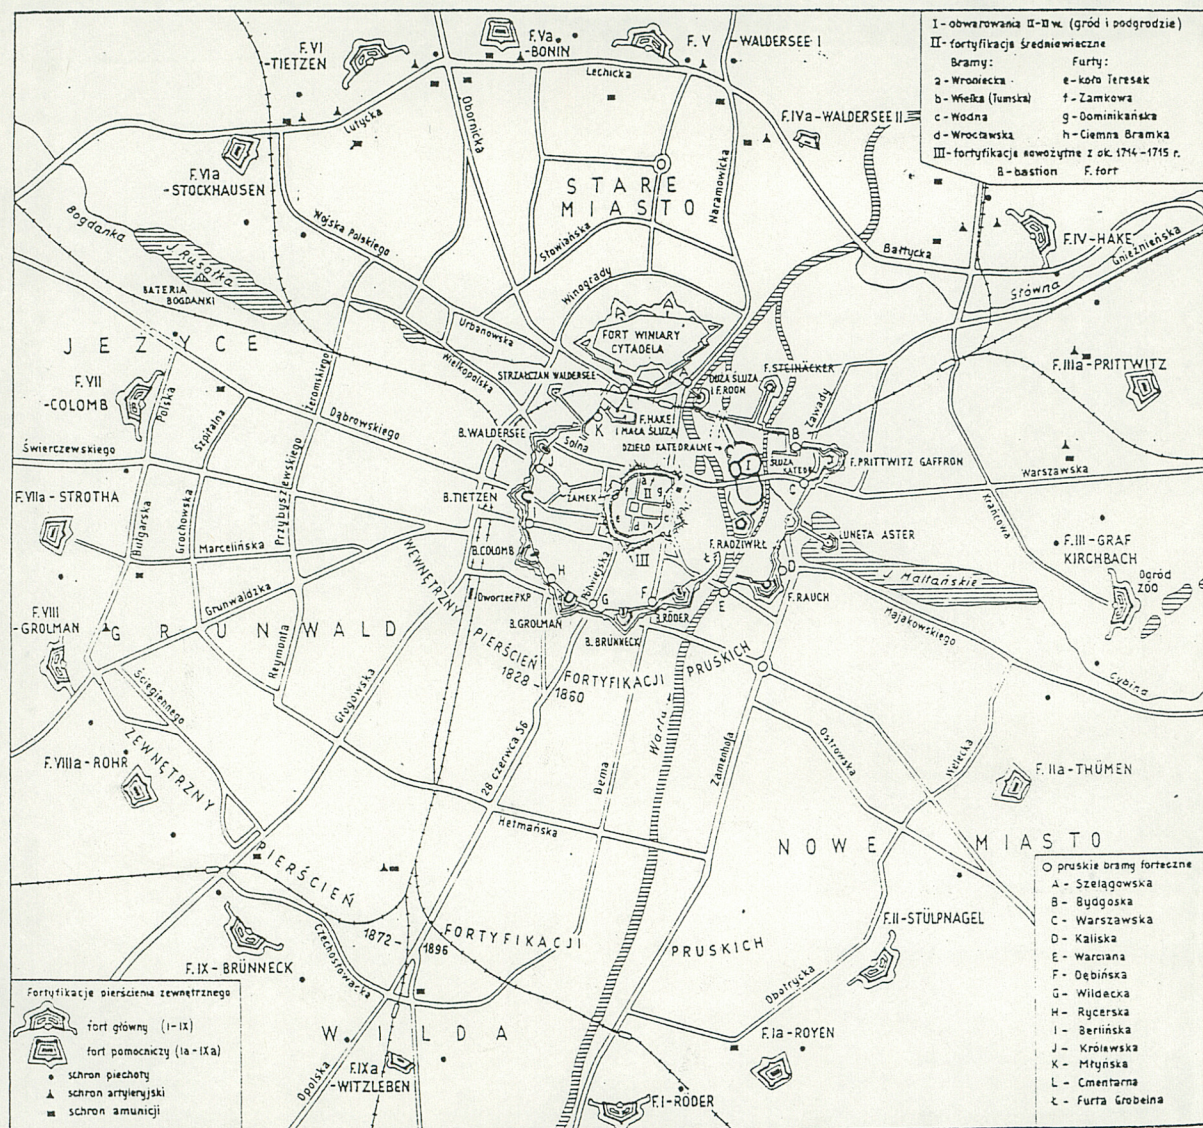 I - obwarowania IX-XI w. (gród i podgrodzie)
II - fortyfikacje średniowieczne
Bramy: Furty:
a - Wroniecka e - koło Teresek
b - Wielka (Tumska) f - Zamkowa
c - Wodna g - Dominikańska
d - Wrocławska h - Ciemna Bramka
III - fortyfikacje nowożytne z ok. 1714-1715 r.
B - bastion F. fort
F. VI
-TIETZEN
F. Va
-BONIN
F. V -WALDERSEE I
F. IVa - WALDERSEE II
F. VIa
-STOCKHAUSEN
Lutycka
Obornicka
Lechicka
Naramowicka
STARE
MIASTO
Bogdanka
J. Rusałka
BATERIA
BOGDANKI
Wojska Polskiego
Słowiańska
Winogrady
Bałtycka
F. IV - HAKE
Gnieźnieńska
Główna
JEŻYCE
Urbanowska
Wielkopolska
FORT WINIARY
CYTADELA
A
STRZAŁCZAN WALDERSEE
DUŻA ŚLUZA
I F. ROON
F. STEINÄCKER
F. IIIa - PRITTWITZ
F. VII
-COLOMB
Polska
Szpitalna
Żeromskiego
Dąbrowskiego
B. WALDERSEE
Solna
K
F. HAKE
I MAŁA ŚLUZA
DZIEŁO KATEDRALNE
I
B
ŚLUZA
KATEDR.
Zawady
F. PRITTWITZ GAFFRON
Świerczewskiego
Warszawska
J
F. VIIa - STROTHA
Bułgarska
Grochowska
Przybyszewskiego
B. TIETZEN
ZAMEK
II
C
Krańcowa
Marcelińska
I
B. COLOMB
III
F. RADZIWIŁŁ
Ł
LUNETA ASTER
F. III - GRAF
KIRCHBACH
Ogród
ZOO
J. Maltańskie
WEWNĘTRZNY
H
Półwiejska
D
F. RAUCH
F. VIII
-GROLMAN
Grunwaldzka
Dworzec PKP
B. GROLMAN
G
F
B. RÖDER
E
Majakowskiego
GRUNWALD
Reymonta
B. BRÜNNECK
PIERŚCIEŃ
1828 - 1860
FORTYFIKACJI
PRUSKICH
Cybina
Ściegiennego
Głogowska
Warta
ZEWNĘTRZNY
F. VIIIa - ROHR
28 czerwca 56
Bema
Zamenhofa
Ostrowska
Wełecka
F. IIa - THÜMEN
Hetmańska
NOWE MIASTO
PIERŚCIEŃ
1872 - 1896
FORTYFIKACJI
PRUSKICH
F. II - STÜLPNAGEL
F. IX - BRÜNNECK
Czechosłowacka
Obotrycka
WILDA
F. Ia - ROYEN
F. IXa
-WITZLEBEN
Opolska
F. I - RÖDER
Fortyfikacje pierścienia zewnętrznego
fort główny (I-IX)
fort pomocniczy (Ia-IXa)
schron piechoty
schron artyleryjski
schron amunicji
pruskie bramy forteczne
A - Szelągowska
B - Bydgoska
C - Warszawska
D - Kaliska
E - Warciana
F - Dębińska
G - Wildecka
H - Rycerska
I - Berlińska
J - Królewska
K - Młyńska
L - Cmentarna
Ł - Furta Grobelna